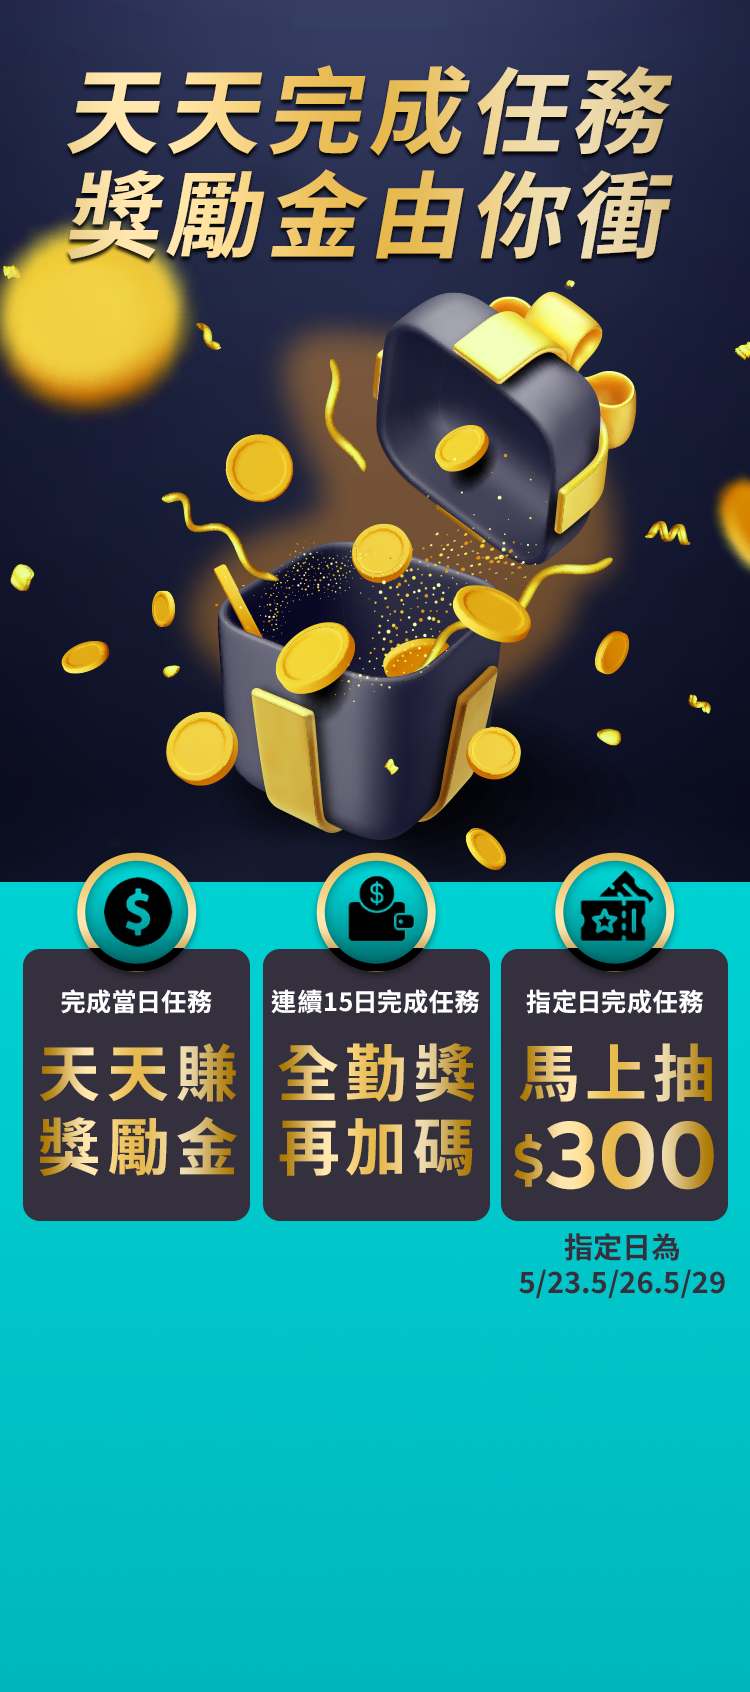 天天完成任務
獎勵金由你衝
完成當日任務
天天賺
獎勵金
連續15日完成任務
全勤獎
再加碼
指定日完成任務
馬上抽
$300
指定日為
5/23.5/26.5/29